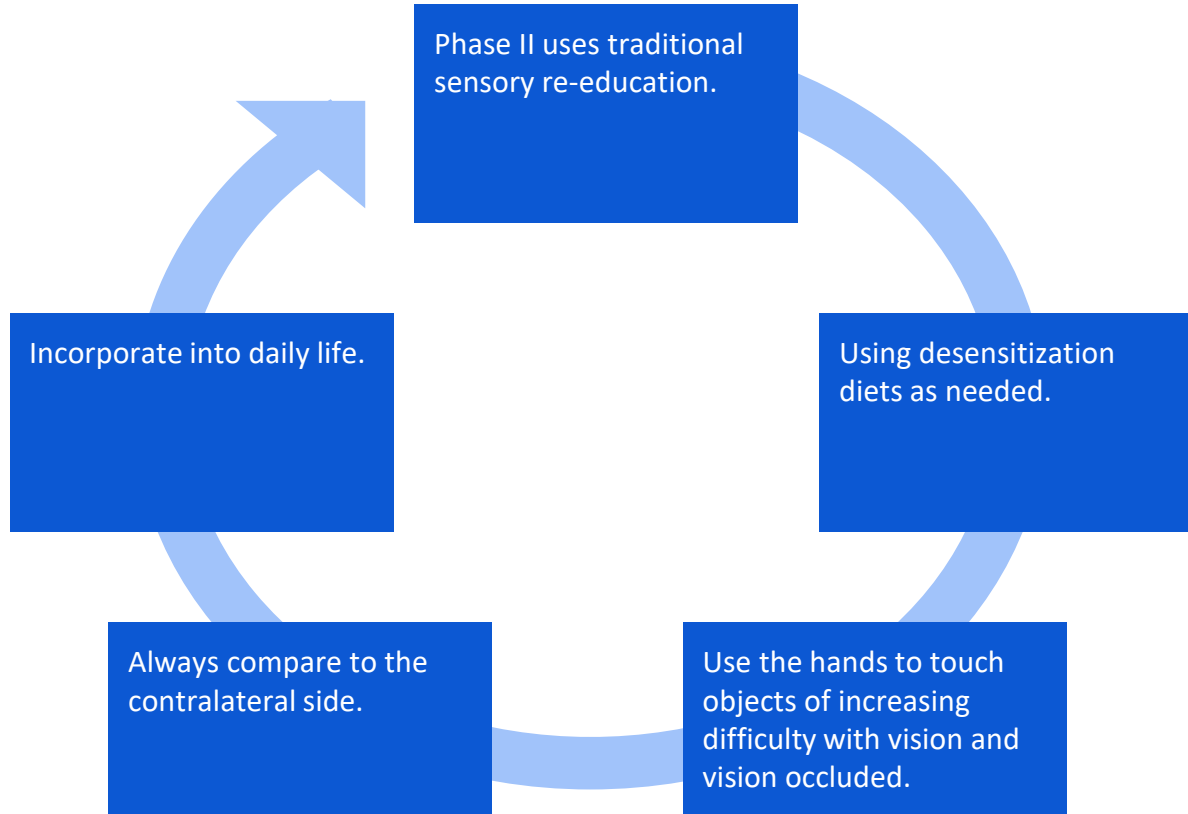 Phase II uses traditional
sensory re-education.
Using desensitization
diets as needed.
Use the hands to touch
objects of increasing
difficulty with vision and
vision occluded.
Always compare to the
contralateral side.
Incorporate into daily life.